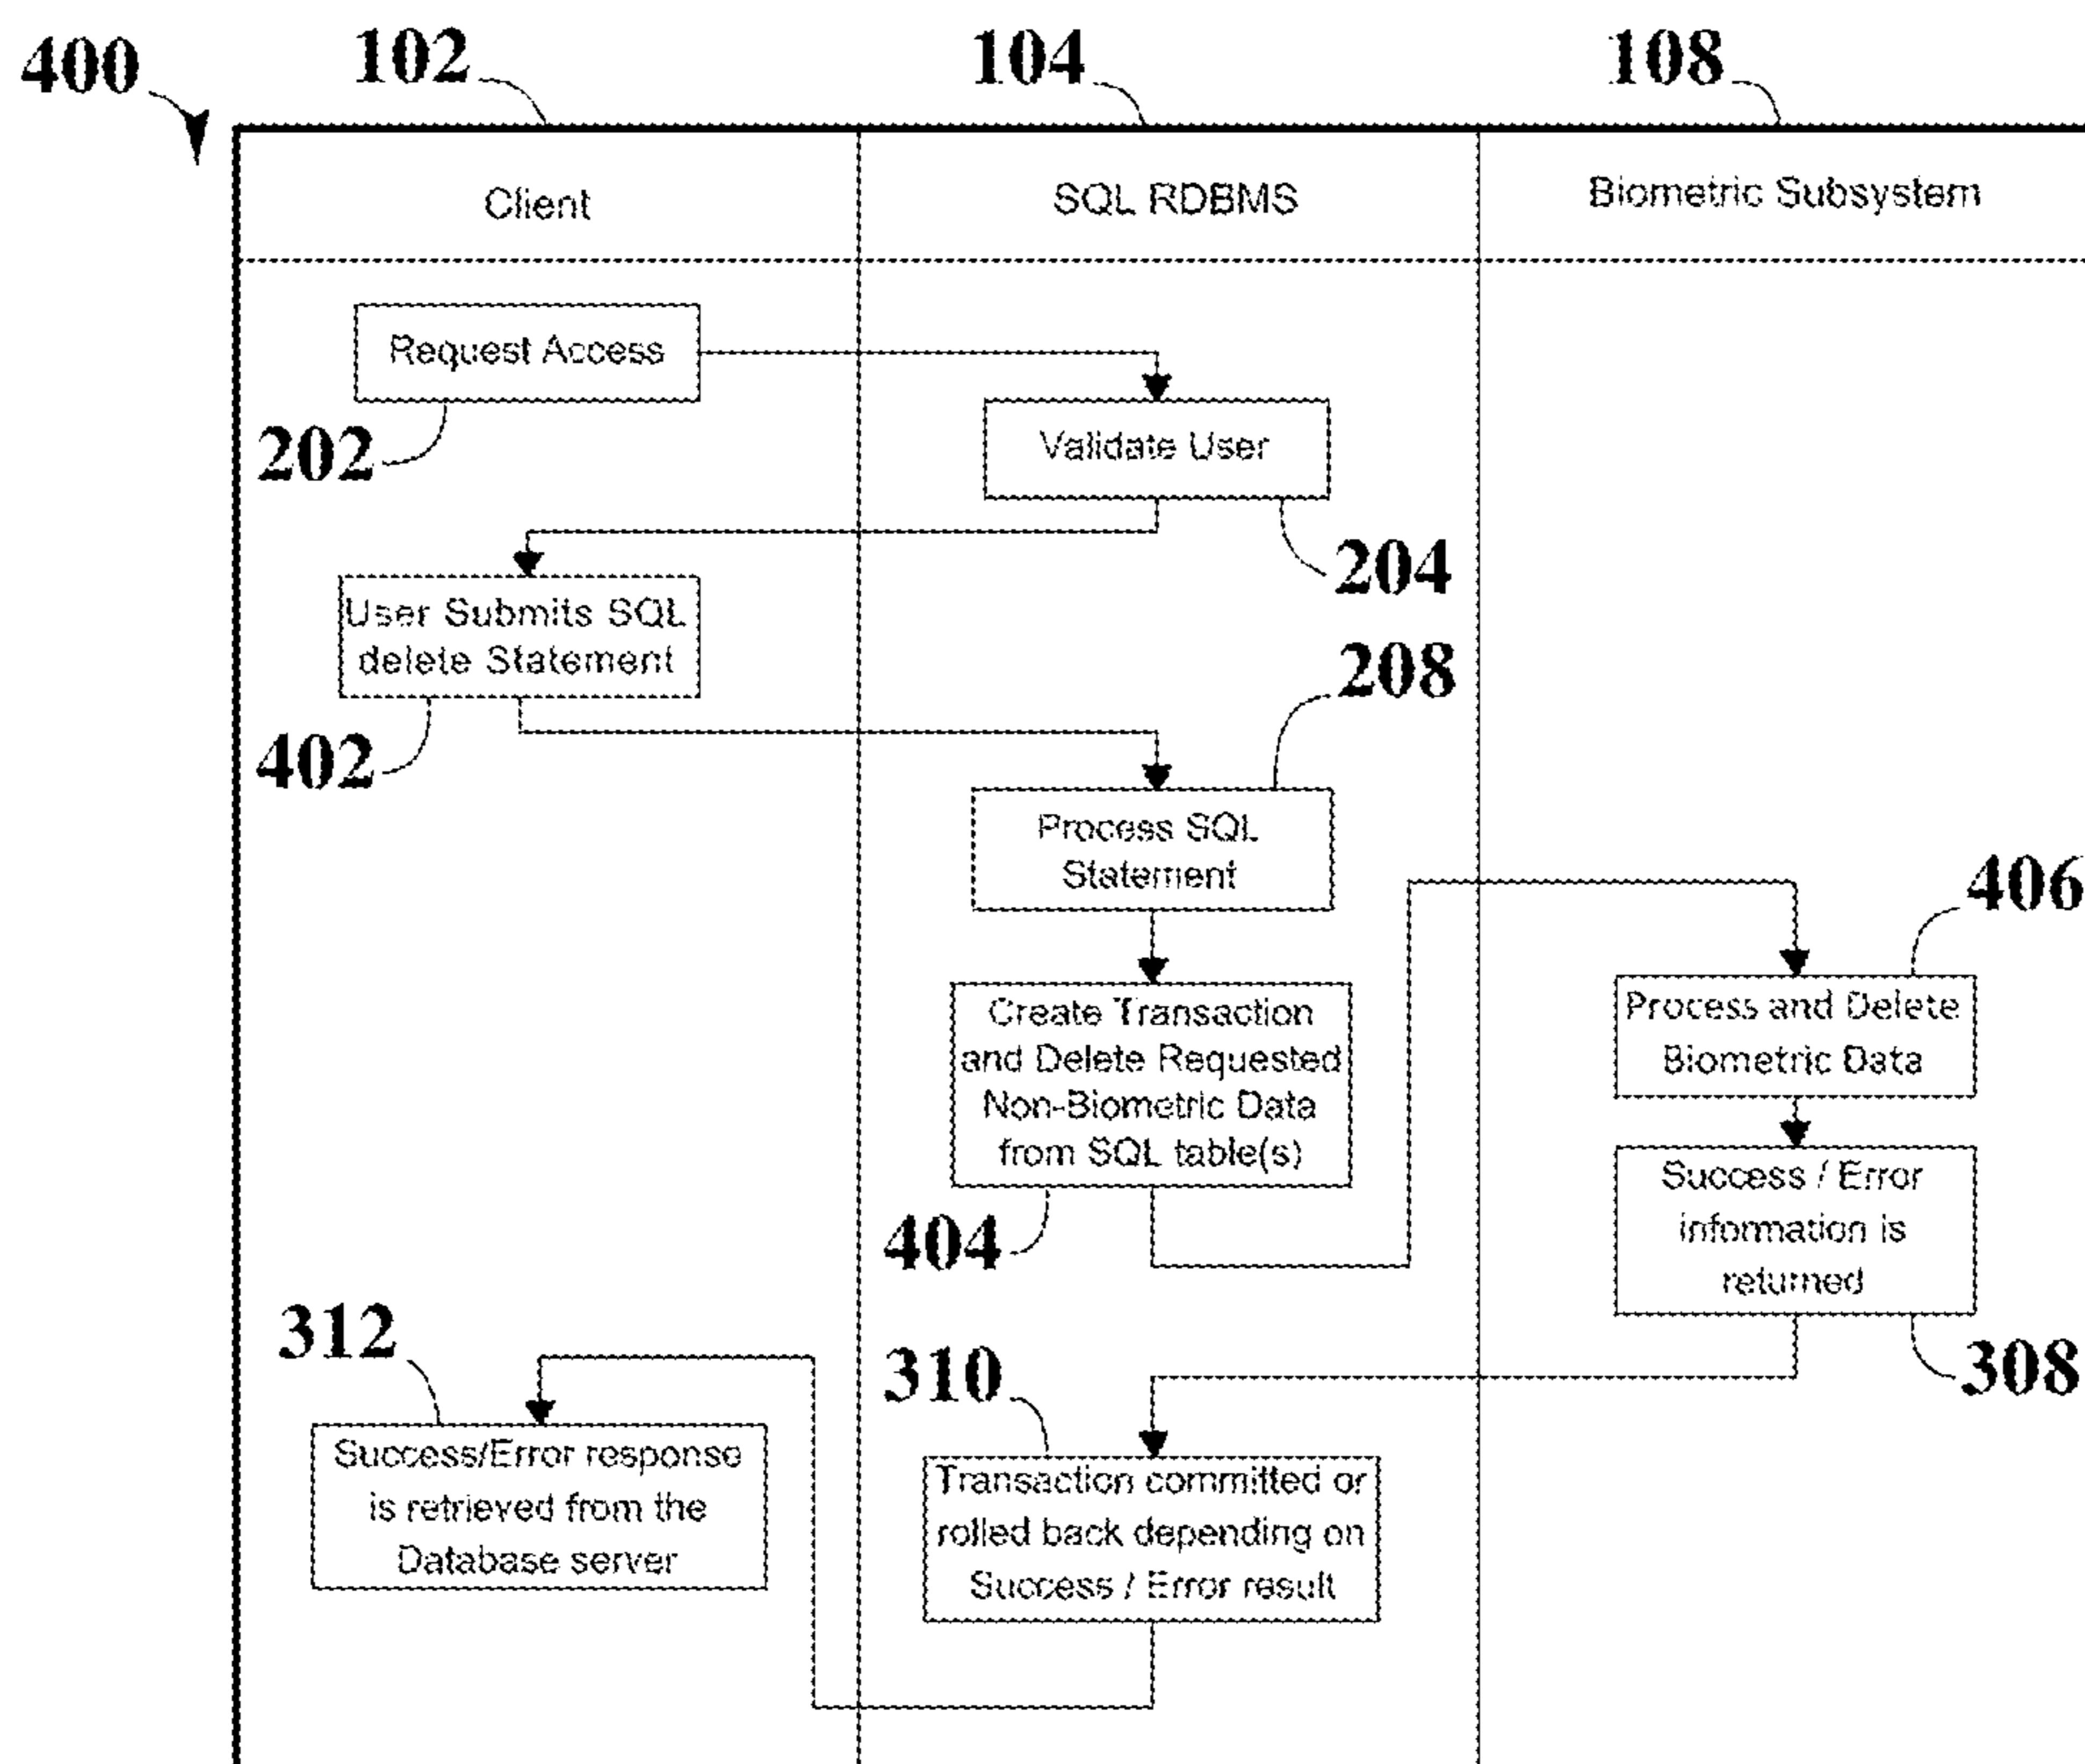 400
102
104
108
Client
SQL RDBMS
Biometric Subsystem
Request Access
202
Validate User
204
User Submits SQL
delete Statement
402
208
Process SQL
Statement
406
Create Transaction
and Delete Requested
Non-Biometric Data
from SQL table(s)
404
Process and Delete
Biometric Data
Success / Error
information is
returned
308
312
310
Success/Error response
is retrieved from the
Database server
Transaction committed or
rolled back depending on
Success / Error result